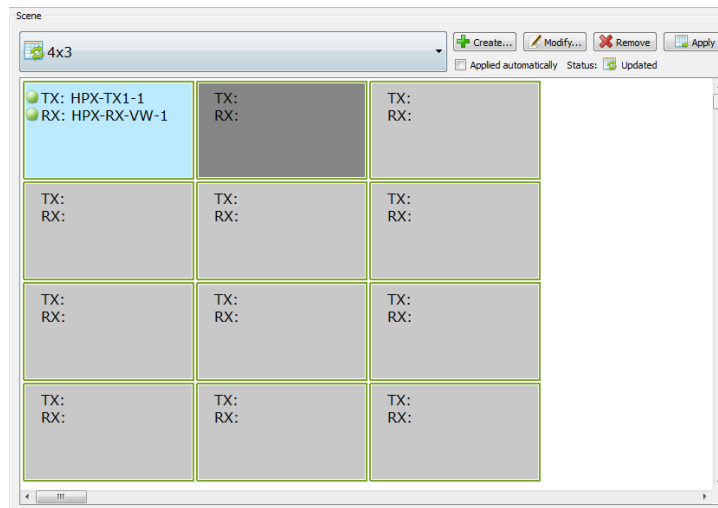 Scene
4x3
Create... Modify... Remove Apply
Applied automatically Status: Updated
TX: HPX-TX1-1
RX: HPX-RX-VW-1
TX:
RX:
TX:
RX:
TX:
RX:
TX:
RX:
TX:
RX:
TX:
RX:
TX:
RX:
TX:
RX:
TX:
RX:
TX:
RX:
TX:
RX: